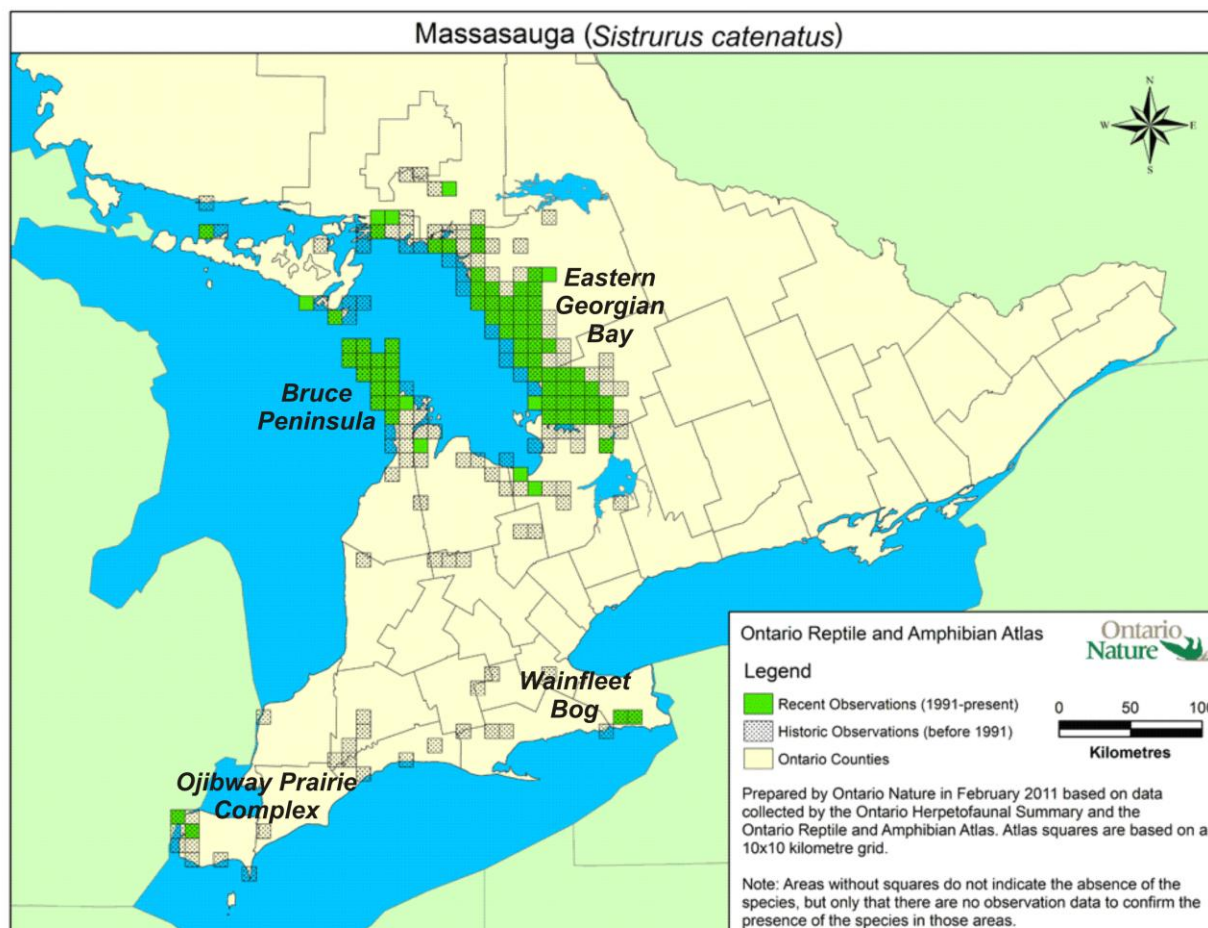 Massasauga (Sistrurus catenatus)
N
W
E
S
Eastern
Georgian
Bay
Bruce
Peninsula
Wainfleet
Bog
Ojibway Prairie
Complex
Ontario Reptile and Amphibian Atlas
Ontario
Nature
Legend
Recent Observations (1991-present)
Historic Observations (before 1991)
Ontario Counties
0 50 100
Kilometres
Prepared by Ontario Nature in February 2011 based on data
collected by the Ontario Herpetofaunal Summary and the
Ontario Reptile and Amphibian Atlas. Atlas squares are based on a
10x10 kilometre grid.
Note: Areas without squares do not indicate the absence of the
species, but only that there are no observation data to confirm the
presence of the species in those areas.